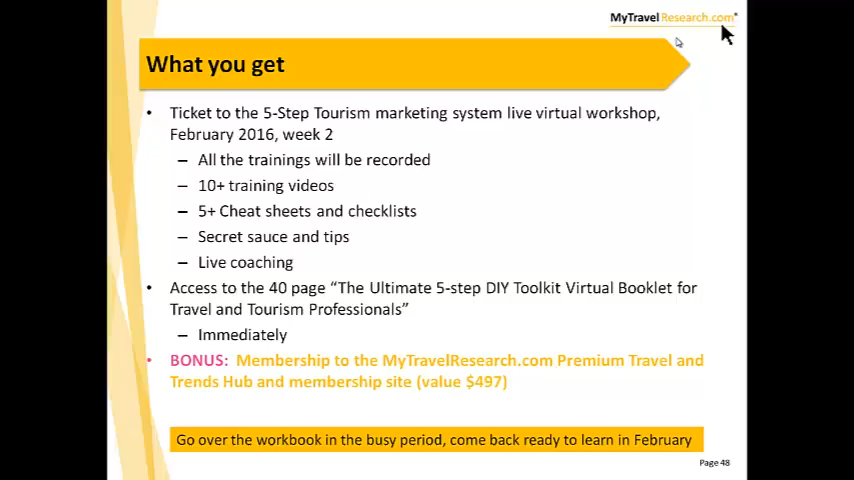 MyTravelResearch.com®
What you get
• Ticket to the 5-Step Tourism marketing system live virtual workshop,
February 2016, week 2
– All the trainings will be recorded
– 10+ training videos
– 5+ Cheat sheets and checklists
– Secret sauce and tips
– Live coaching
• Access to the 40 page “The Ultimate 5-step DIY Toolkit Virtual Booklet for
Travel and Tourism Professionals”
– Immediately
• BONUS: Membership to the MyTravelResearch.com Premium Travel and
Trends Hub and membership site (value $497)
Go over the workbook in the busy period, come back ready to learn in February
Page 48